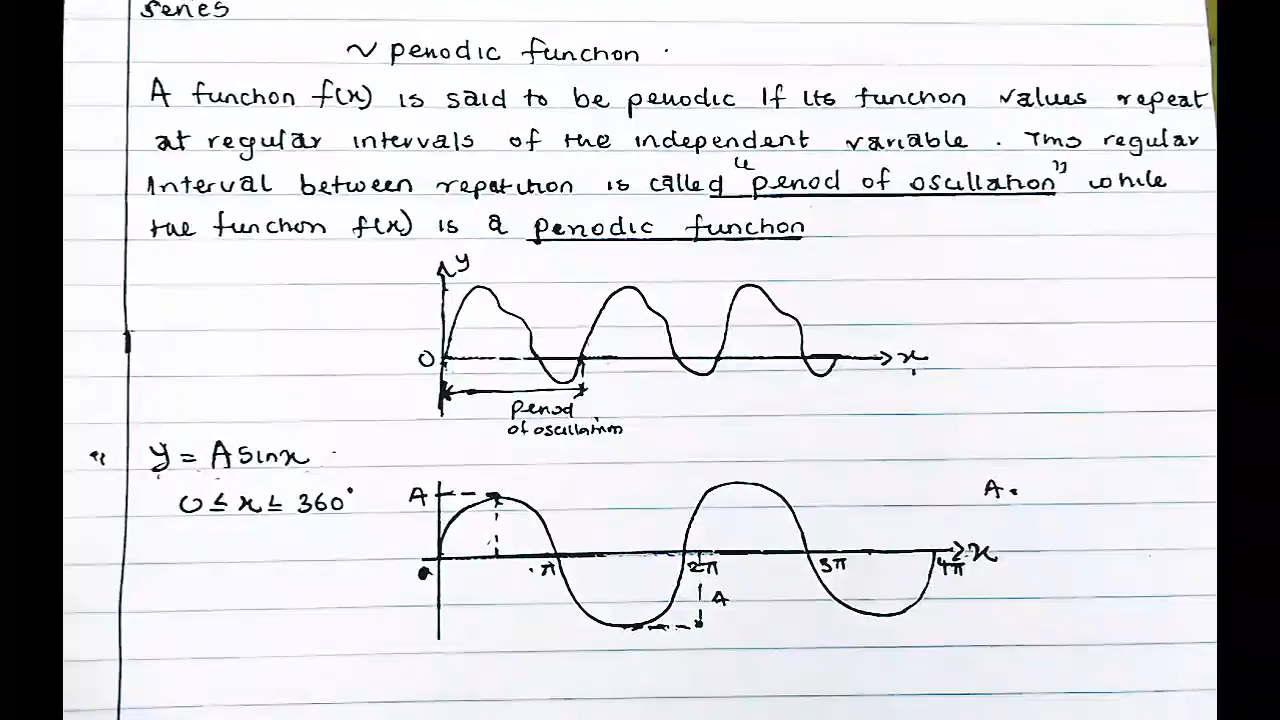 series
~ periodic function.
A function f(x) is said to be periodic if its function values repeat
at regular intervals of the independent variable. This regular
interval between repetition is called "period of oscillation" while
the function f(x) is a periodic function
y
0 x
period
of oscillation
" y = A sin x
0 ≤ x ≤ 360°
A A.
0 π 2π 3π 4π x
A